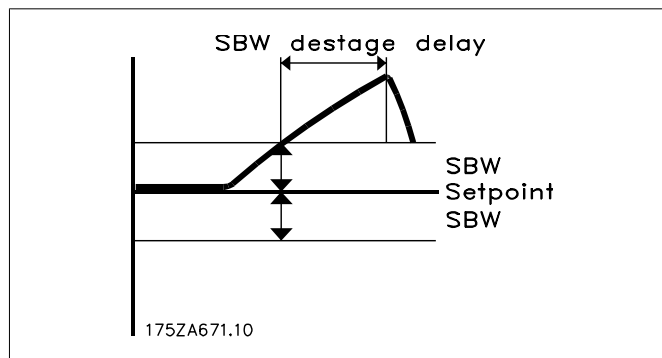 SBW destage delay
SBW
Setpoint
SBW
175ZA671.10